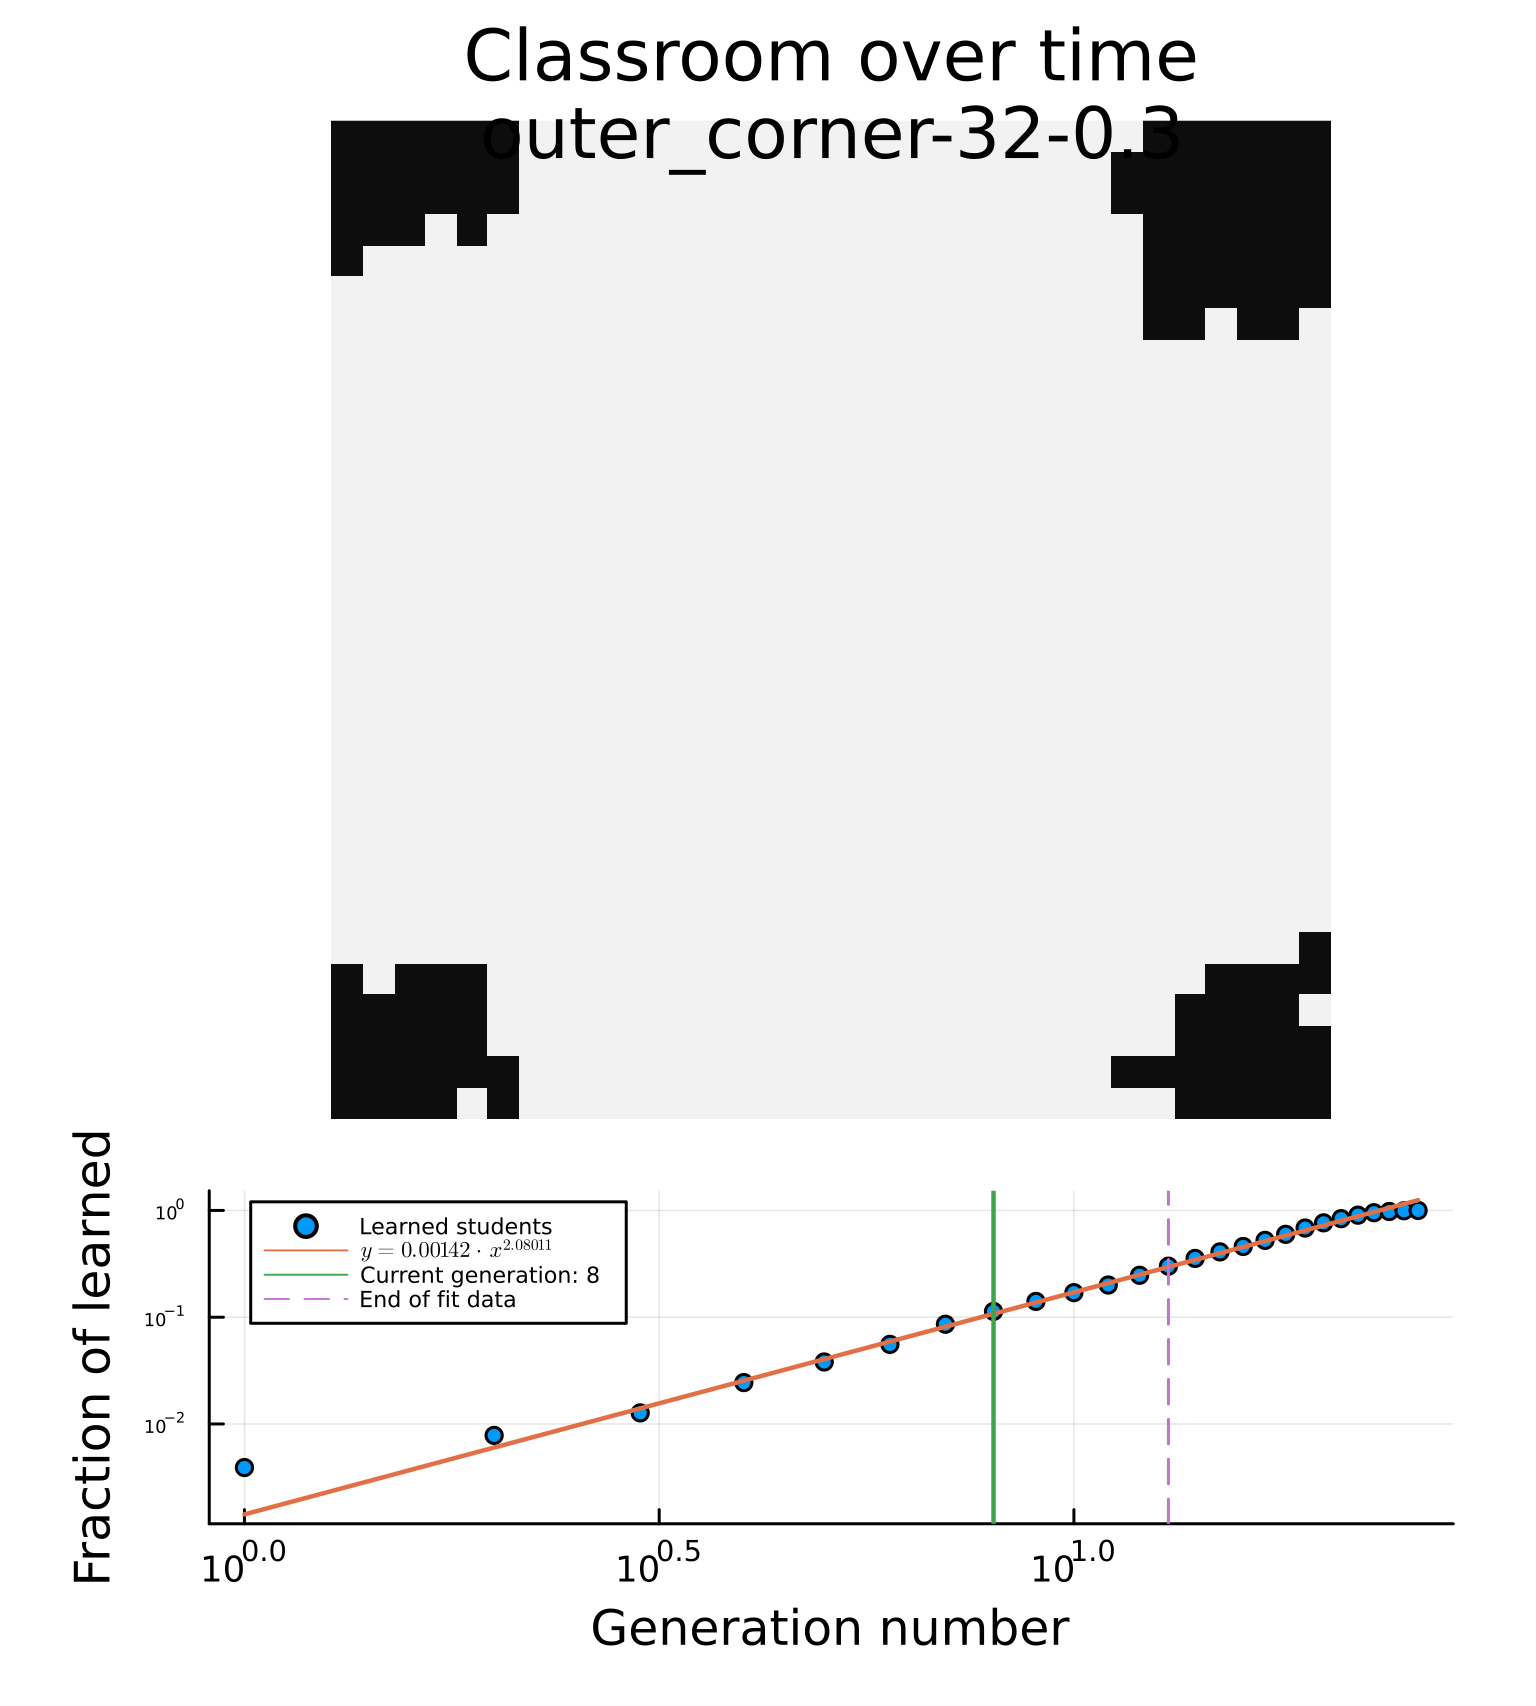 Classroom over time
outer_corner-32-0.3
Fraction of learned
10^0
10^−1
10^−2
Learned students
y = 0.00142 · x^2.08011
Current generation: 8
End of fit data
10^0.0
10^0.5
10^1.0
Generation number